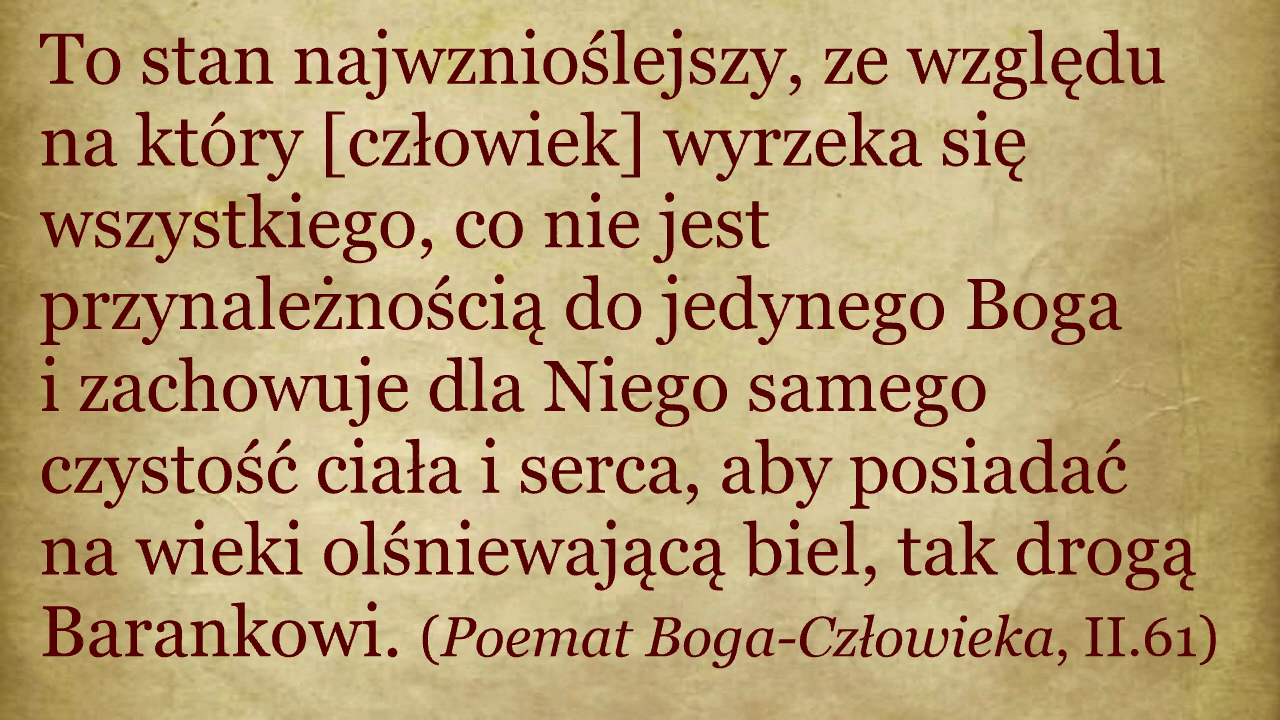 To stan najwznioślejszy, ze względu
na który [człowiek] wyrzeka się
wszystkiego, co nie jest
przynależnością do jedynego Boga
i zachowuje dla Niego samego
czystość ciała i serca, aby posiadać
na wieki olśniewającą biel, tak drogą
Barankowi. (Poemat Boga-Człowieka, II.61)